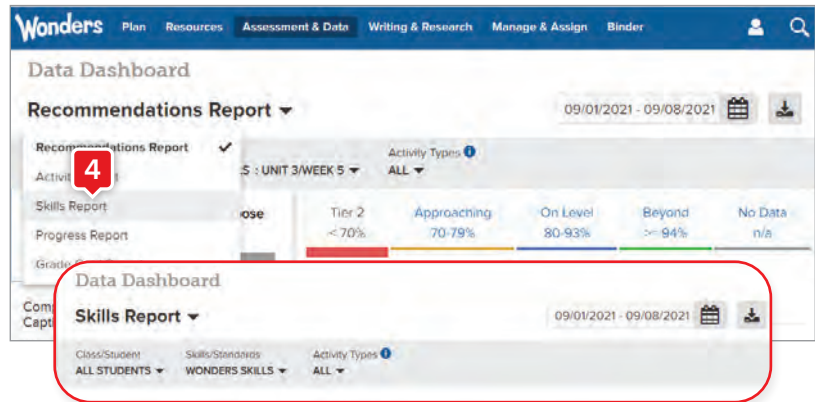 Wonders Plan Resources Assessment & Data Writing & Research Manage & Assign Binder
Data Dashboard
Recommendations Report
09/01/2021 - 09/08/2021
Recommendations Report
4
: UNIT 3/WEEK 5
Activity Types
ALL
Skills Report
Tier 2
<70%
Approaching
70-79%
On Level
80-93%
Beyond
>= 94%
No Data
n/a
Progress Report
Data Dashboard
Skills Report
09/01/2021 - 09/08/2021
Class/Student Skills/Standards Activity Types
ALL STUDENTS WONDERS SKILLS ALL